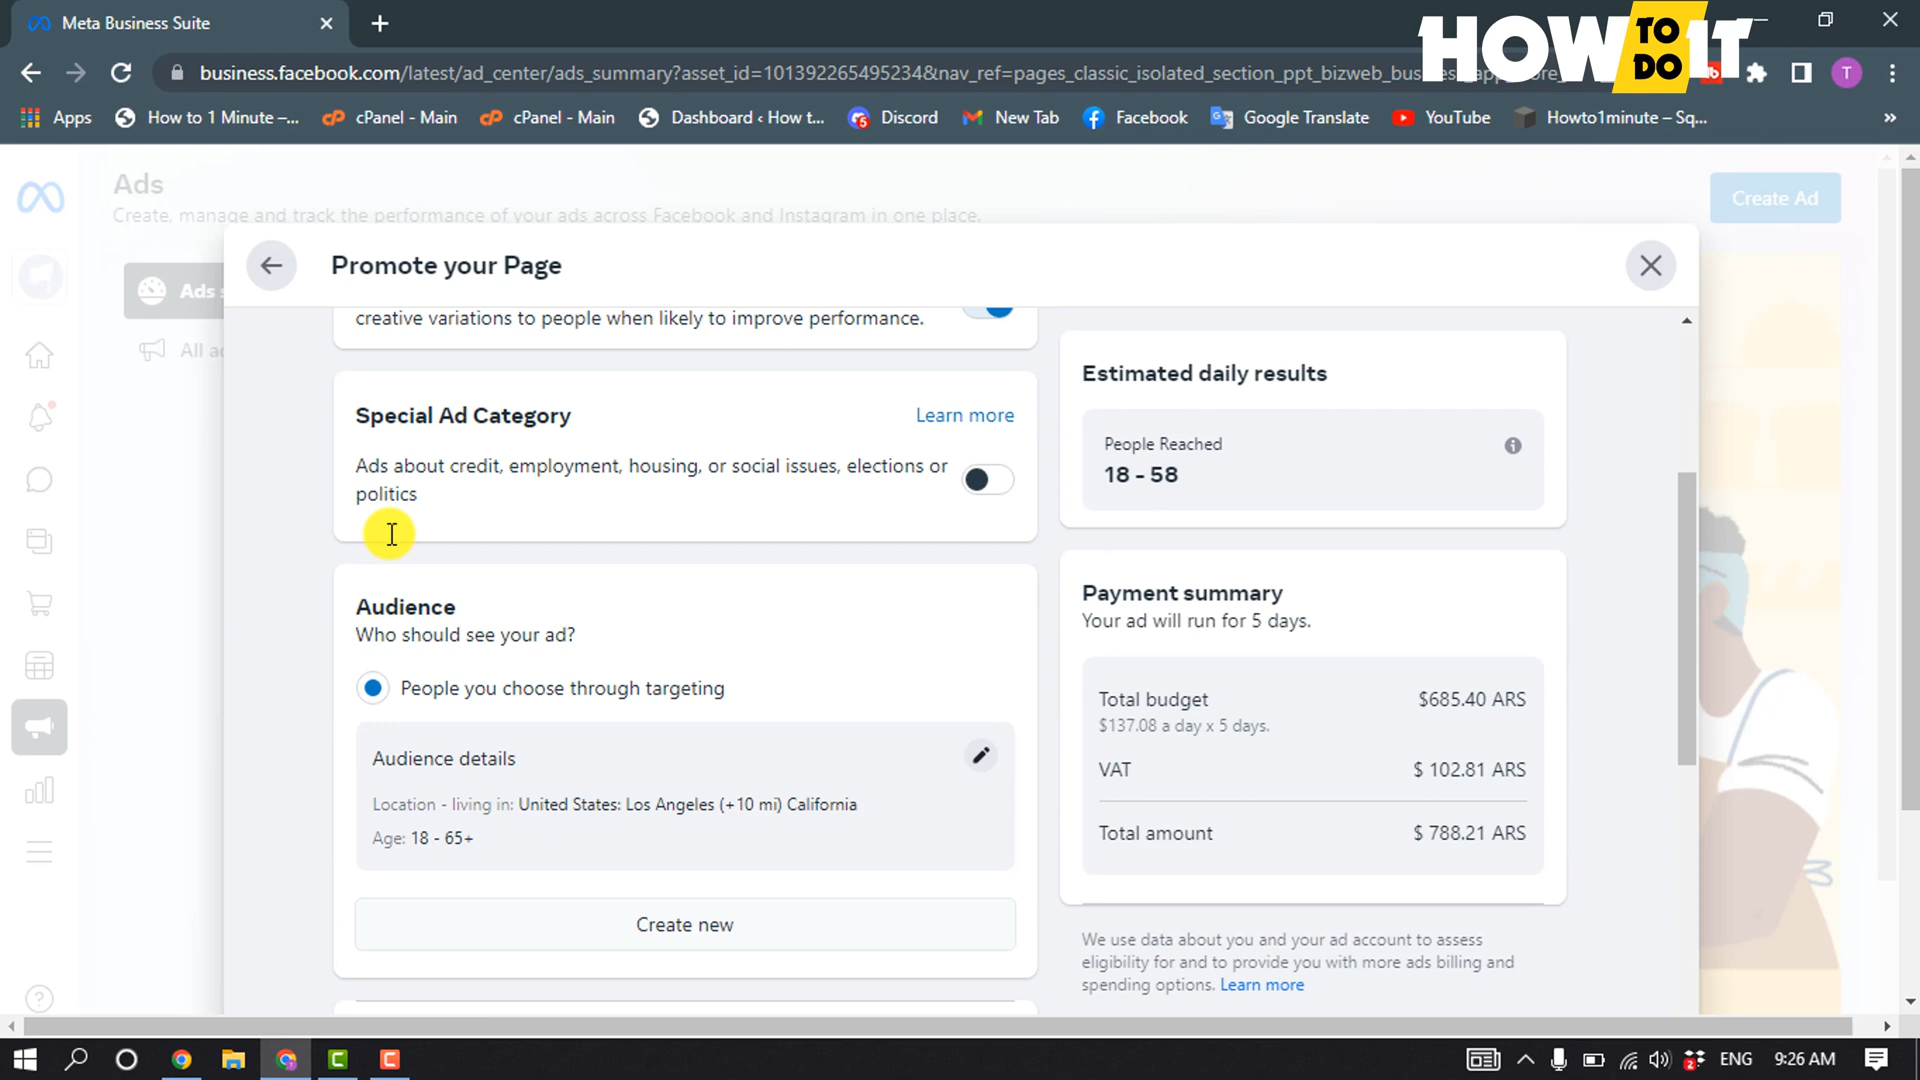 Meta Business Suite
HOW TO DO IT
business.facebook.com/latest/ad_center/ads_summary?asset_id=101392265495234&nav_ref=pages_classic_isolated_section_ppt_bizweb_bus
T
Apps
How to 1 Minute –...
cPanel - Main
cPanel - Main
Dashboard ‹ How t...
Discord
New Tab
Facebook
Google Translate
YouTube
Howto1minute – Sq...
»
Ads
Create, manage and track the performance of your ads across Facebook and Instagram in one place.
Create Ad
Promote your Page
Ads s
All ad
creative variations to people when likely to improve performance.
Special Ad Category
Learn more
Ads about credit, employment, housing, or social issues, elections or
politics
Audience
Who should see your ad?
People you choose through targeting
Audience details
Location - living in: United States: Los Angeles (+10 mi) California
Age: 18 - 65+
Create new
Estimated daily results
People Reached
18 - 58
Payment summary
Your ad will run for 5 days.
Total budget $685.40 ARS
$137.08 a day x 5 days.
VAT $ 102.81 ARS
Total amount $ 788.21 ARS
We use data about you and your ad account to assess
eligibility for and to provide you with more ads billing and
spending options. Learn more
ENG
9:26 AM